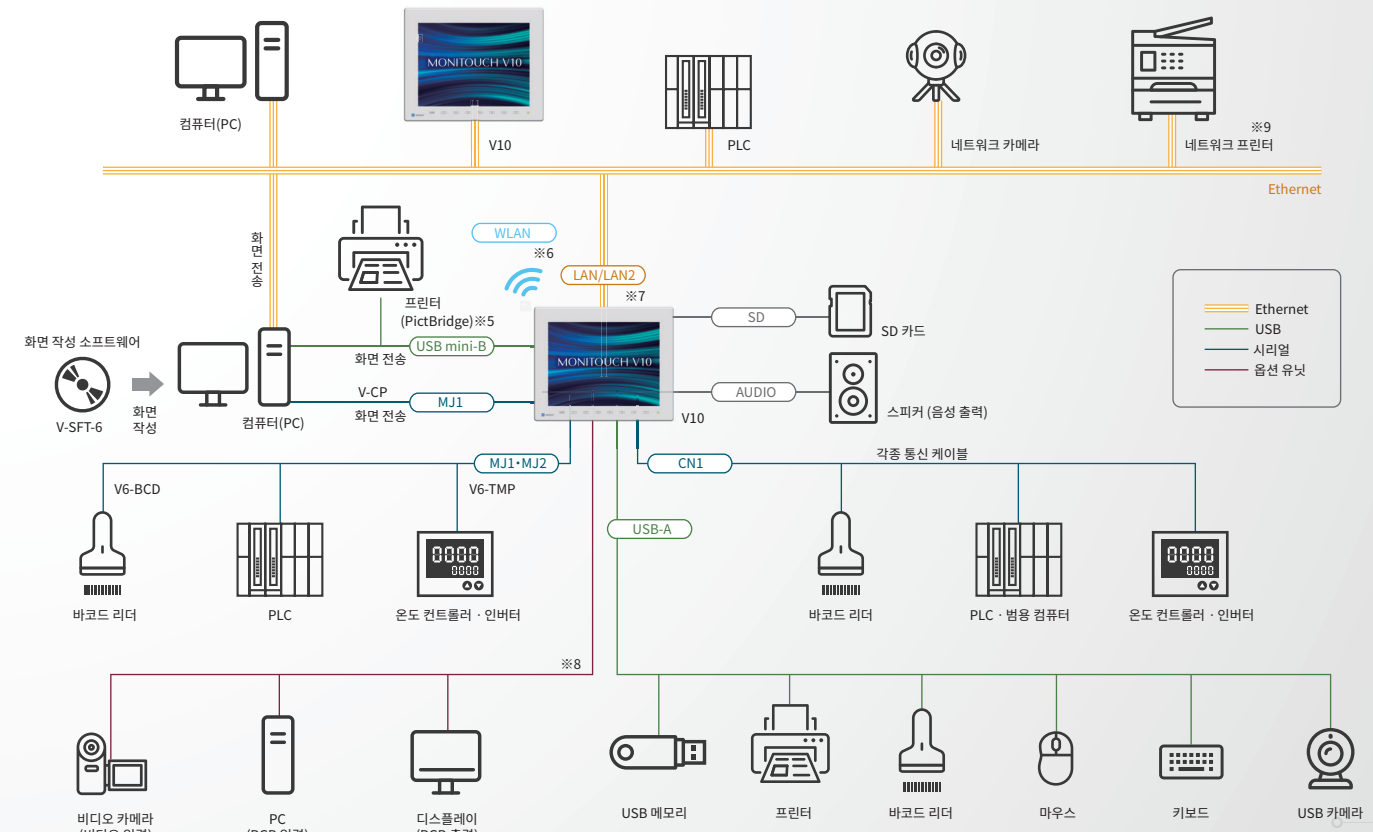 MONITOUCH V10
컴퓨터(PC)
V10
PLC
네트워크 카메라
※9
네트워크 프린터
Ethernet
화면 전송
WLAN
※6
LAN/LAN2
※7
프린터
(PictBridge)※5
화면 작성 소프트웨어
V-SFT-6
화면
작성
컴퓨터(PC)
USB mini-B
화면 전송
V-CP
MJ1
화면 전송
MONITOUCH V10
V10
SD
SD 카드
AUDIO
스피커 (음성 출력)
Ethernet
USB
시리얼
옵션 유닛
MJ1•MJ2
CN1
각종 통신 케이블
V6-BCD
V6-TMP
USB-A
0000
0000
0000
0000
바코드 리더
PLC
온도 컨트롤러 · 인버터
바코드 리더
PLC · 범용 컴퓨터
온도 컨트롤러 · 인버터
※8
비디오 카메라
PC
디스플레이
USB 메모리
프린터
바코드 리더
마우스
키보드
USB 카메라